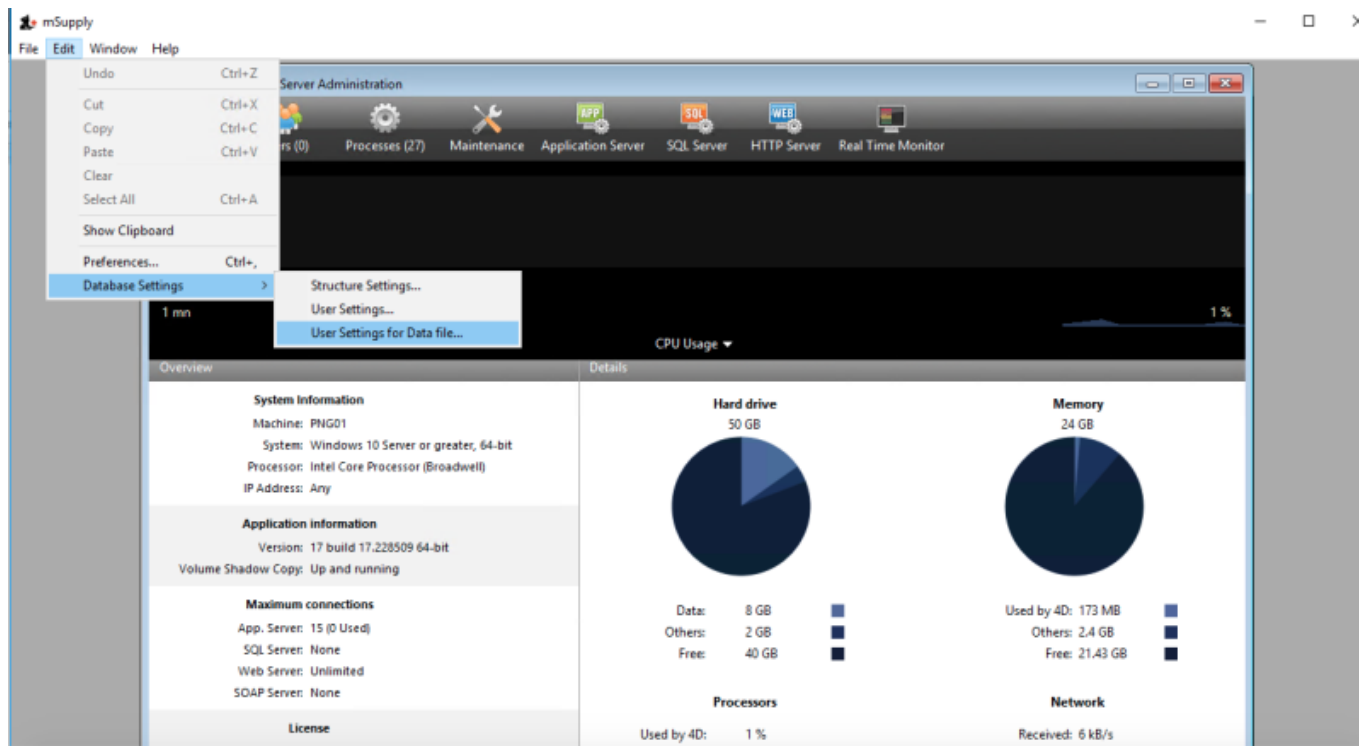 mSupply
File Edit Window Help
Undo Ctrl+Z
Cut Ctrl+X
Copy Ctrl+C
Paste Ctrl+V
Clear
Select All Ctrl+A
Show Clipboard
Preferences... Ctrl+,
Database Settings >
Structure Settings...
User Settings...
User Settings for Data file...
Server Administration
rs (0) Processes (27) Maintenance Application Server SQL Server HTTP Server Real Time Monitor
APP SQL WEB
1 mn 1 %
CPU Usage
Overview
System Information
Machine: PNG01
System: Windows 10 Server or greater, 64-bit
Processor: Intel Core Processor (Broadwell)
IP Address: Any
Application information
Version: 17 build 17.228509 64-bit
Volume Shadow Copy: Up and running
Maximum connections
App. Server: 15 (0 Used)
SQL Server: None
Web Server: Unlimited
SOAP Server: None
License
Details
Hard drive
50 GB
Data: 8 GB
Others: 2 GB
Free: 40 GB
Memory
24 GB
Used by 4D: 173 MB
Others: 2.4 GB
Free: 21.43 GB
Processors
Used by 4D: 1 %
Network
Received: 6 kB/s